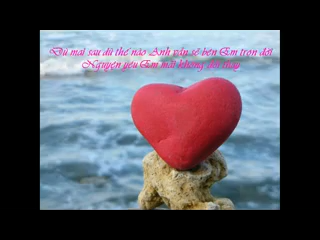 Dù mai sau dù thế nào Anh vẫn sẽ bên Em trọn đời
Nguyện yêu Em mãi không đổi thay